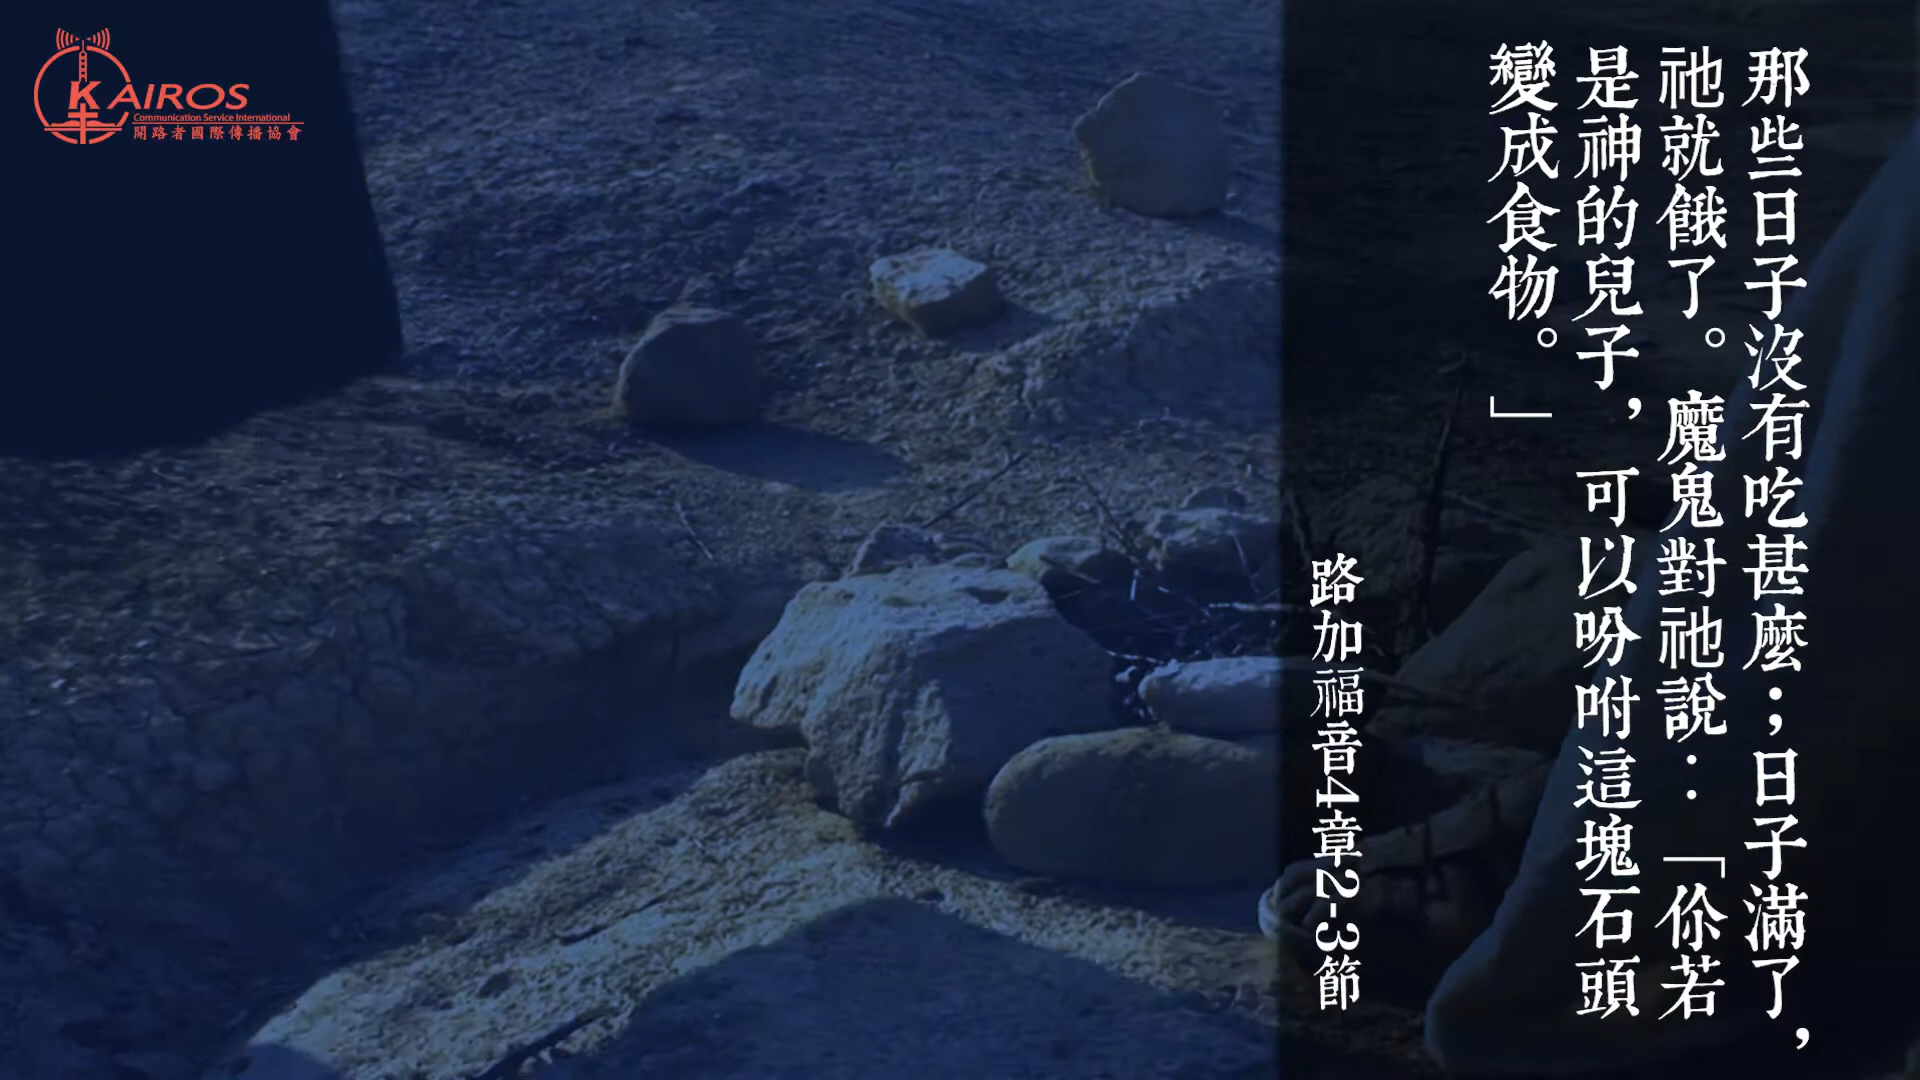 KAIROS
Communication Service International
開路者國際傳播協會
那些日子沒有吃甚麼；日子滿了，
祂就餓了。魔鬼對祂說：「你若
是神的兒子，可以吩咐這塊石頭
變成食物。」
路加福音4章2-3節